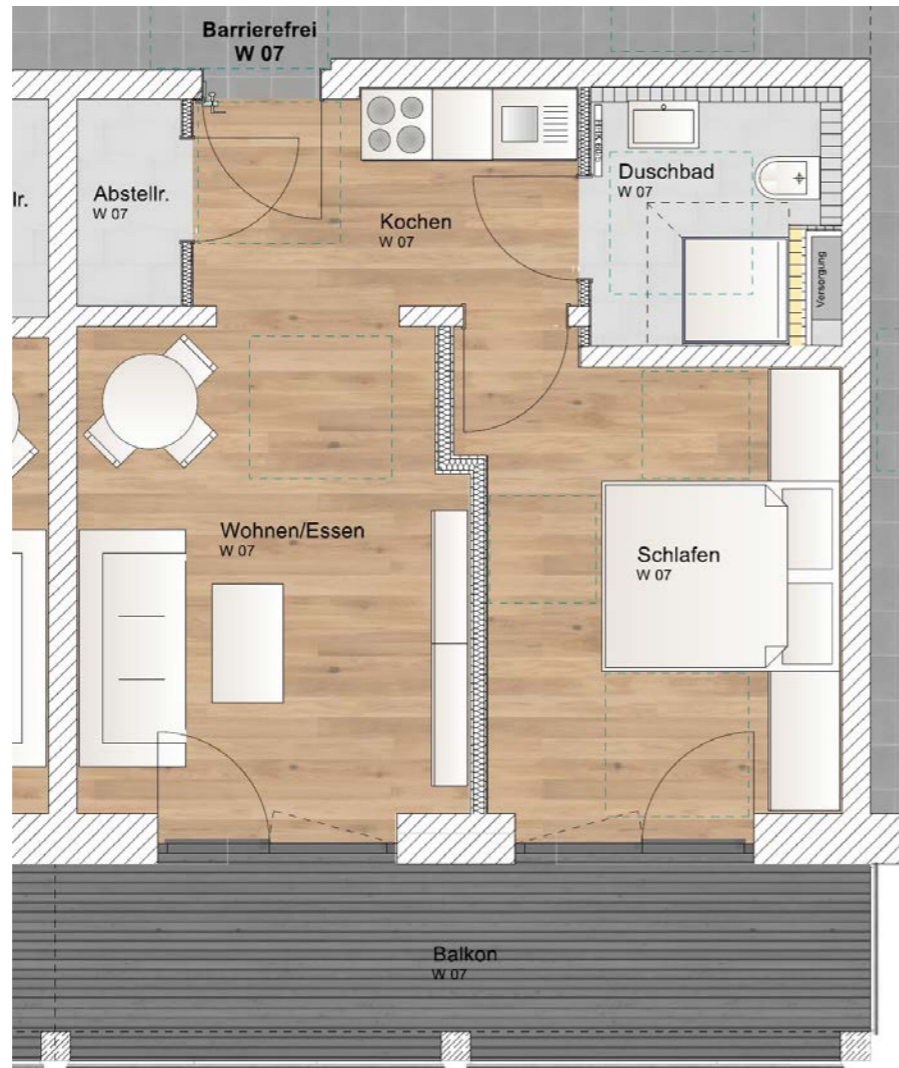 Barrierefrei
W 07
lr.
Abstellr.
W 07
Kochen
W 07
Duschbad
W 07
Versorgung
Wohnen/Essen
W 07
Schlafen
W 07
Balkon
W 07